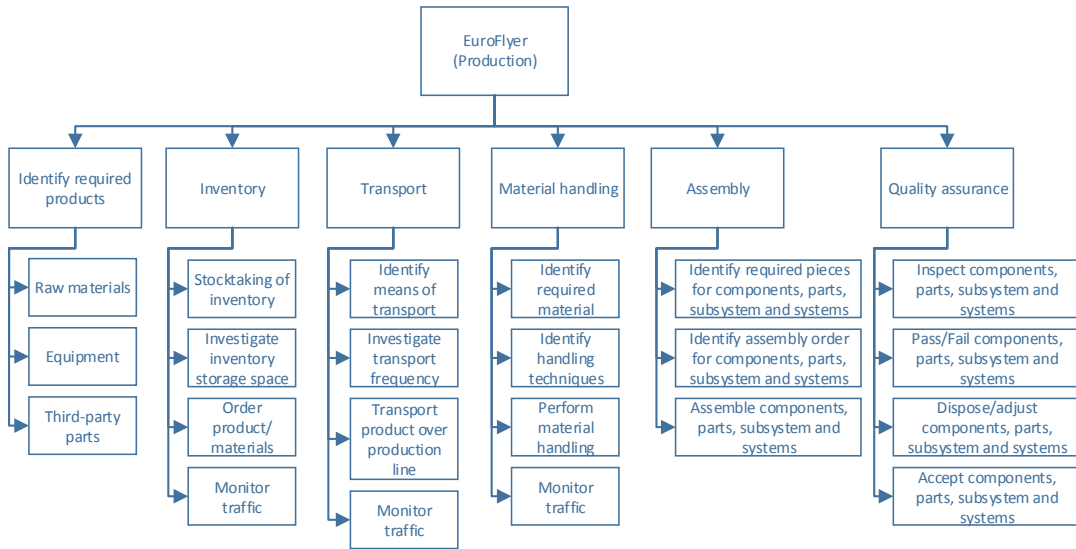 EuroFlyer
(Production)
Identify required
products
Inventory
Transport
Material handling
Assembly
Quality assurance
Raw materials
Equipment
Third-party
parts
Stocktaking of
inventory
Investigate
inventory
storage space
Order
product/
materials
Monitor
traffic
Identify
means of
transport
Investigate
transport
frequency
Transport
product over
production
line
Monitor
traffic
Identify
required
material
Identify
handling
techniques
Perform
material
handling
Monitor
traffic
Identify required pieces
for components, parts,
subsystem and systems
Identify assembly order
for components, parts,
subsystem and systems
Assemble components,
parts, subsystem and
systems
Inspect components,
parts, subsystem and
systems
Pass/Fail components,
parts, subsystem and
systems
Dispose/adjust
components, parts,
subsystem and systems
Accept components,
parts, subsystem and
systems